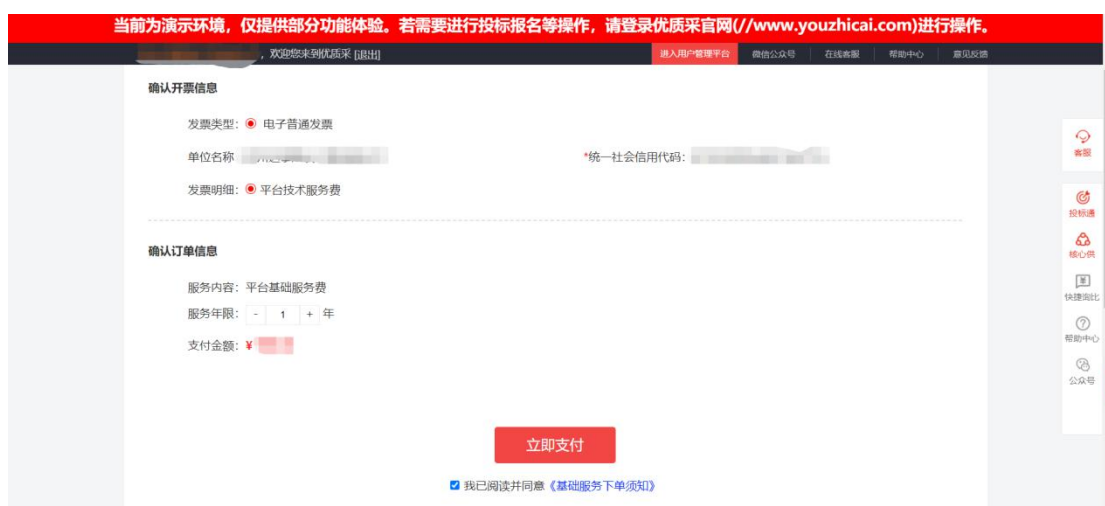 当前为演示环境，仅提供部分功能体验。若需要进行投标报名等操作，请登录优质采官网(//www.youzhicai.com)进行操作。
，欢迎您来到优质采 [退出] 进入用户管理平台 微信公众号 在线客服 帮助中心 意见反馈
确认开票信息
发票类型： 电子普通发票
单位名称 *统一社会信用代码：
发票明细： 平台技术服务费
确认订单信息
服务内容：平台基础服务费
服务年限： - 1 + 年
支付金额：¥
立即支付
我已阅读并同意《基础服务下单须知》
客服
投标通
核心供
快捷询比
帮助中心
公众号